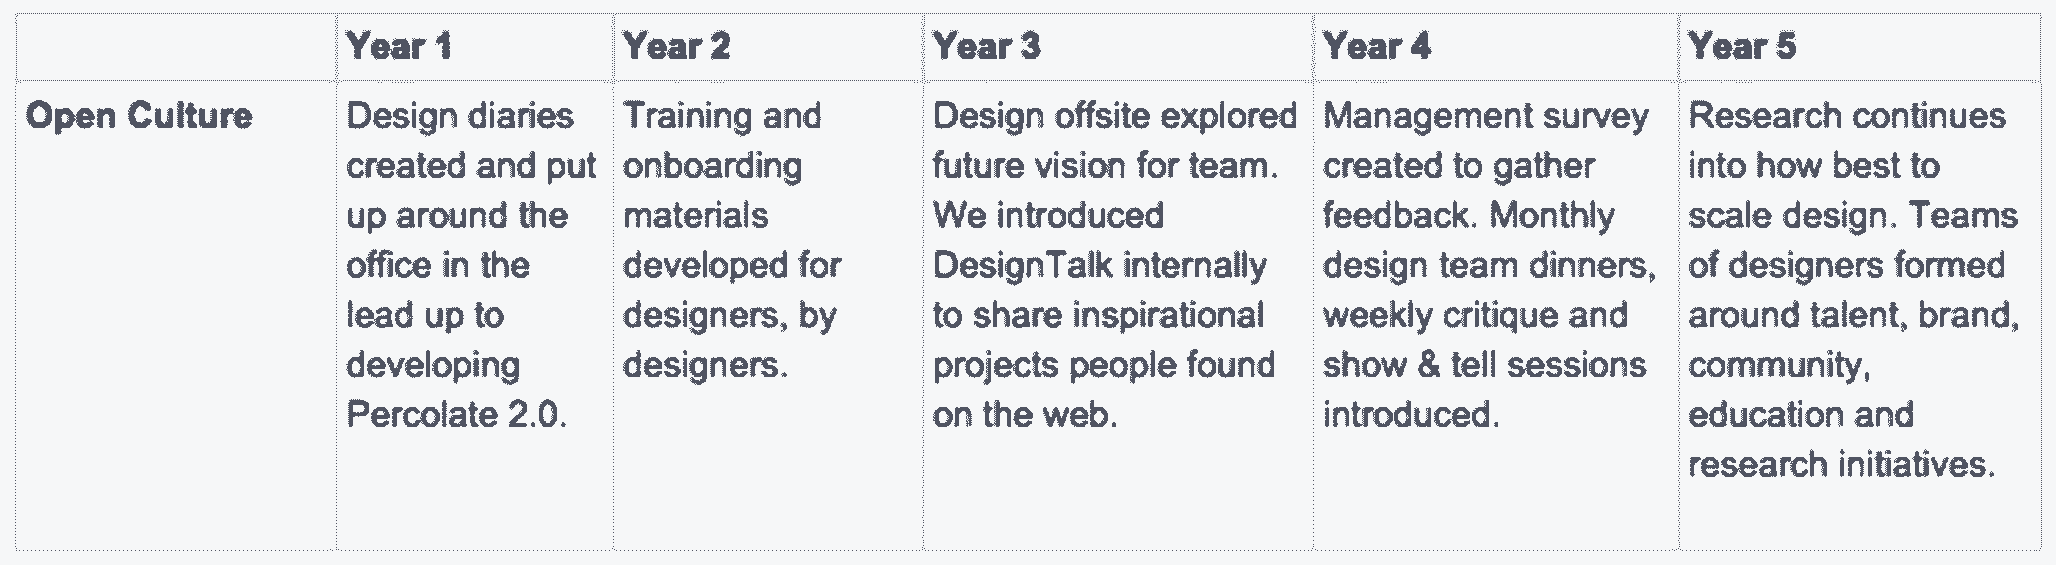 Year 1
Year 2
Year 3
Year 4
Year 5
Open Culture
Design diaries
created and put
up around the
office in the
lead up to
developing
Percolate 2.0.
Training and
onboarding
materials
developed for
designers, by
designers.
Design offsite explored
future vision for team.
We introduced
DesignTalk internally
to share inspirational
projects people found
on the web.
Management survey
created to gather
feedback. Monthly
design team dinners,
weekly critique and
show & tell sessions
introduced.
Research continues
into how best to
scale design. Teams
of designers formed
around talent, brand,
community,
education and
research initiatives.